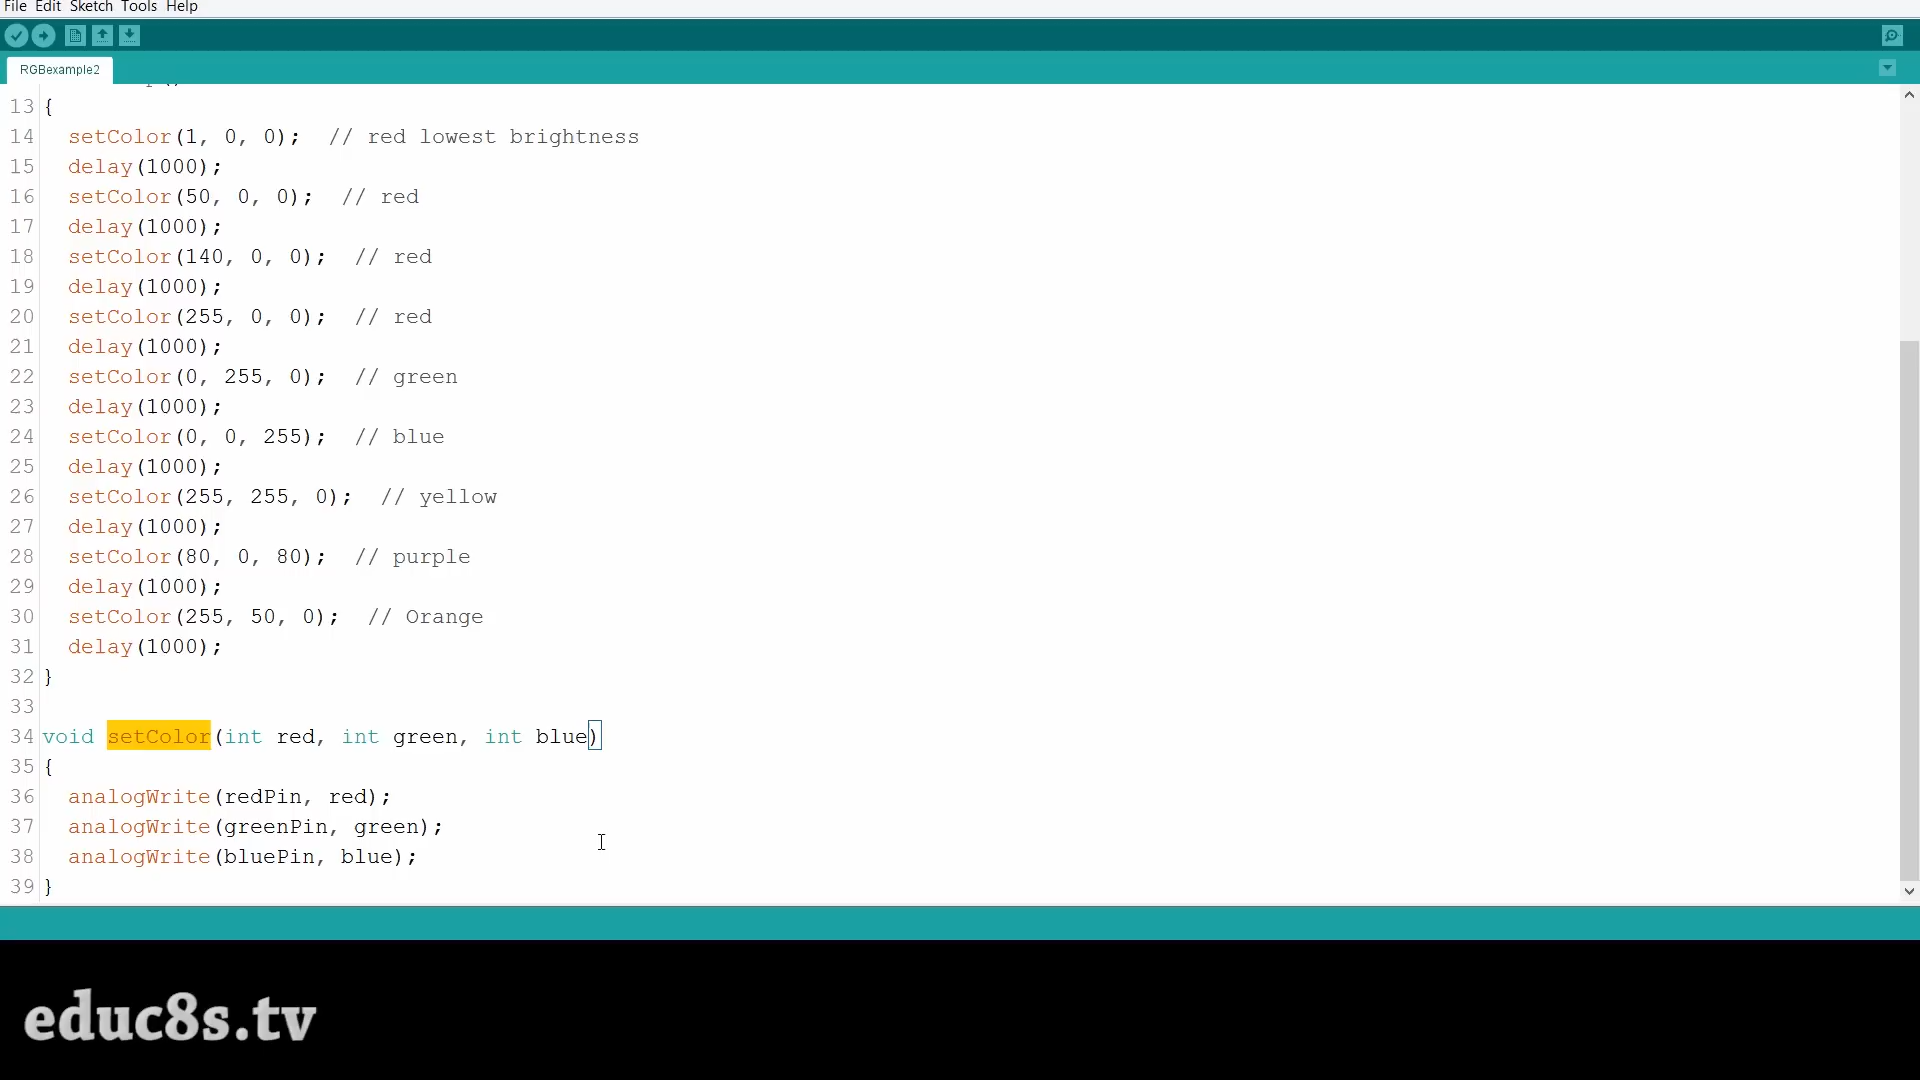 File Edit Sketch Tools Help
RGBexample2
13 {
14 setColor(1, 0, 0); // red lowest brightness
15 delay(1000);
16 setColor(50, 0, 0); // red
17 delay(1000);
18 setColor(140, 0, 0); // red
19 delay(1000);
20 setColor(255, 0, 0); // red
21 delay(1000);
22 setColor(0, 255, 0); // green
23 delay(1000);
24 setColor(0, 0, 255); // blue
25 delay(1000);
26 setColor(255, 255, 0); // yellow
27 delay(1000);
28 setColor(80, 0, 80); // purple
29 delay(1000);
30 setColor(255, 50, 0); // Orange
31 delay(1000);
32 }
33
34 void setColor(int red, int green, int blue)
35 {
36 analogWrite(redPin, red);
37 analogWrite(greenPin, green);
38 analogWrite(bluePin, blue);
39 }
educ8s.tv